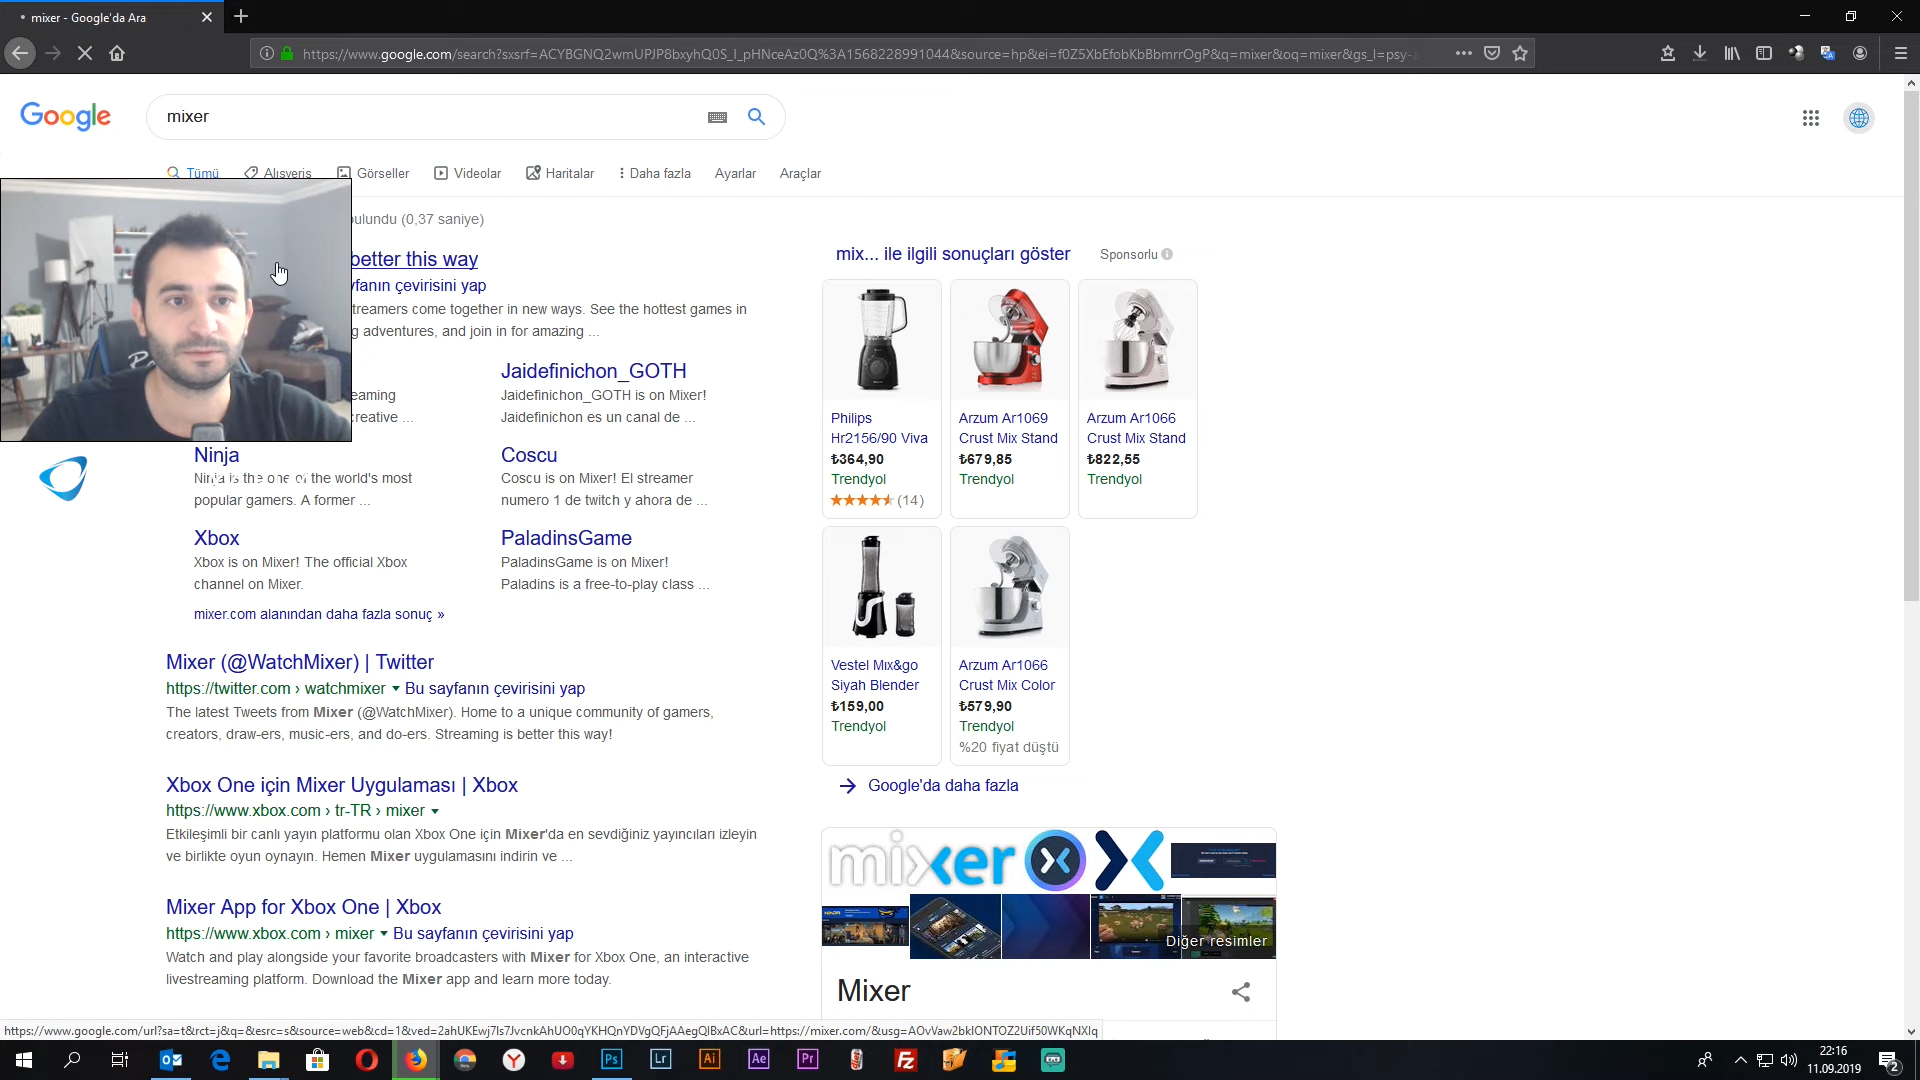 mixer - Google'da Ara
https://www.google.com/search?sxsrf=ACYBGNQ2wmUPJP8bxyhQ0S_l_pHNceAz0Q%3A1568228991044&source=hp&ei=f0Z5XbEfobKbBbmrrOgP&q=mixer&oq=mixer&gs_l=psy-a
Google
mixer
Tümü
Alışveriş
Görseller
Videolar
Haritalar
Daha fazla
Ayarlar
Araçlar
bulundu (0,37 saniye)
better this way
yfanın çevirisini yap
treamers come together in new ways. See the hottest games in
g adventures, and join in for amazing ...
eaming
creative ...
Jaidefinichon_GOTH
Jaidefinichon_GOTH is on Mixer!
Jaidefinichon es un canal de ...
Ninja
Ninja is the one of the world's most
popular gamers. A former ...
Coscu
Coscu is on Mixer! El streamer
numero 1 de twitch y ahora de ...
Xbox
Xbox is on Mixer! The official Xbox
channel on Mixer.
PaladinsGame
PaladinsGame is on Mixer!
Paladins is a free-to-play class ...
mixer.com alanından daha fazla sonuç »
Mixer (@WatchMixer) | Twitter
https://twitter.com › watchmixer Bu sayfanın çevirisini yap
The latest Tweets from Mixer (@WatchMixer). Home to a unique community of gamers,
creators, draw-ers, music-ers, and do-ers. Streaming is better this way!
Xbox One için Mixer Uygulaması | Xbox
https://www.xbox.com › tr-TR › mixer
Etkileşimli bir canlı yayın platformu olan Xbox One için Mixer'da en sevdiğiniz yayıncıları izleyin
ve birlikte oyun oynayın. Hemen Mixer uygulamasını indirin ve ...
Mixer App for Xbox One | Xbox
https://www.xbox.com › mixer Bu sayfanın çevirisini yap
Watch and play alongside your favorite broadcasters with Mixer for Xbox One, an interactive
livestreaming platform. Download the Mixer app and learn more today.
mix... ile ilgili sonuçları göster
Sponsorlu
Philips
Hr2156/90 Viva
₺364,90
Trendyol
(14)
Arzum Ar1069
Crust Mix Stand
₺679,85
Trendyol
Arzum Ar1066
Crust Mix Stand
₺822,55
Trendyol
Vestel Mıx&go
Siyah Blender
₺159,00
Trendyol
Arzum Ar1066
Crust Mix Color
₺579,90
Trendyol
%20 fiyat düştü
Google'da daha fazla
mixer
Diğer resimler
Mixer
https://www.google.com/url?sa=t&rct=j&q=&esrc=s&source=web&cd=1&ved=2ahUKEwj7ls7JvcnkAhUO0qYKHQnYDVgQFjAAegQIBxAC&url=https://mixer.com/&usg=AOvVaw2bklONTOZ2Uif50WKqNXlq
Ps
Lr
Ai
Ae
Pr
Fz
22:16
11.09.2019
2